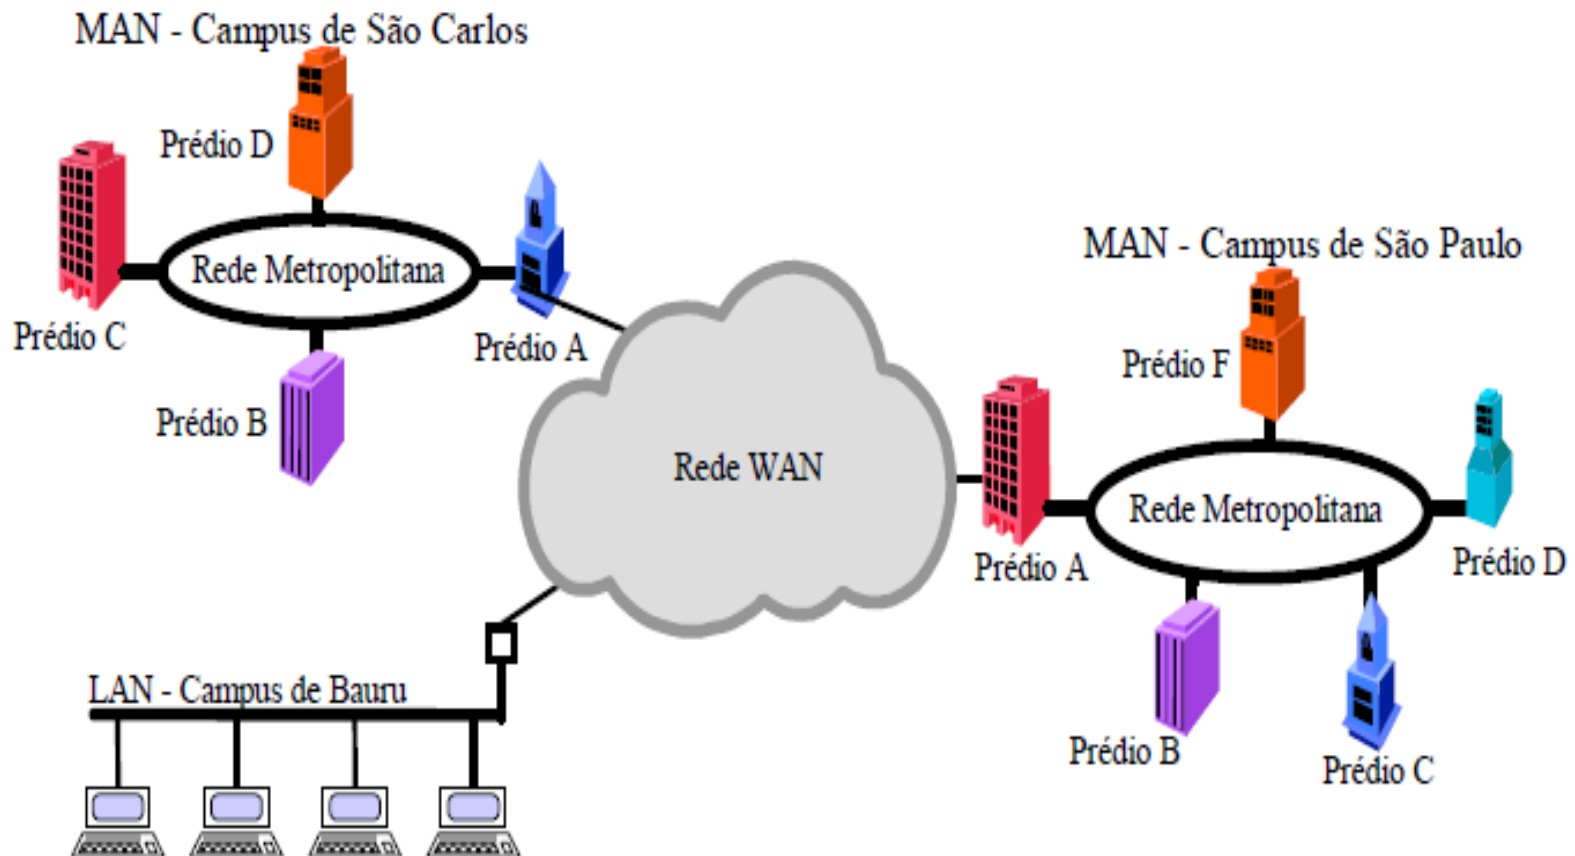 MAN - Campus de São Carlos
Prédio D
Rede Metropolitana
Prédio C
Prédio A
Prédio B
MAN - Campus de São Paulo
Prédio F
Rede WAN
Rede Metropolitana
Prédio A
Prédio D
Prédio B
Prédio C
LAN - Campus de Bauru